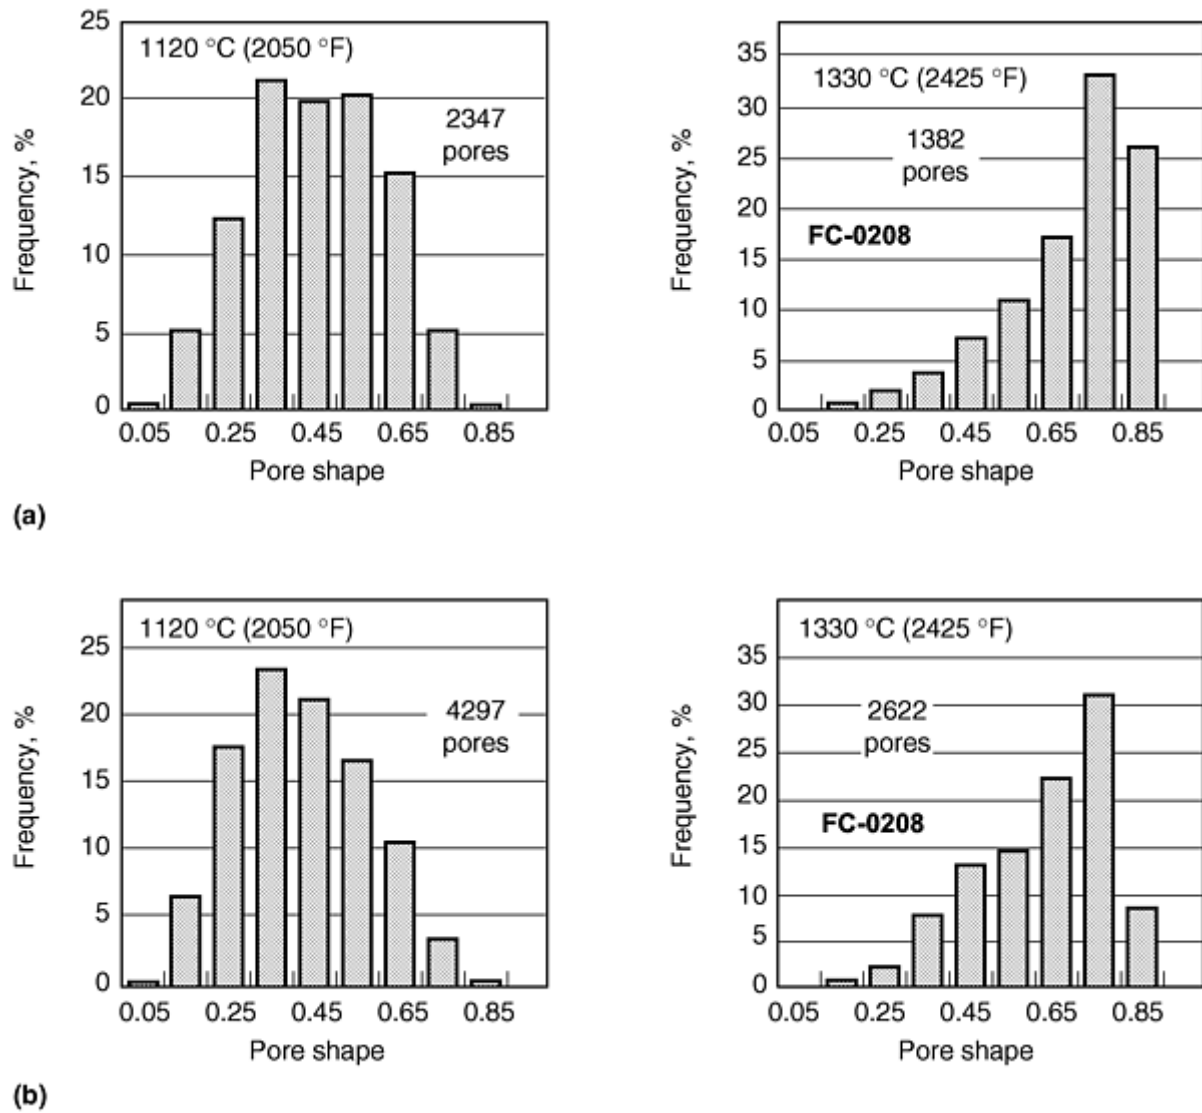 25
20
15
10
5
0
Frequency, %
1120 °C (2050 °F)
2347
pores
0.05 0.25 0.45 0.65 0.85
Pore shape
35
30
25
20
15
10
5
0
Frequency, %
1330 °C (2425 °F)
1382
pores
FC-0208
0.05 0.25 0.45 0.65 0.85
Pore shape
(a)
25
20
15
10
5
0
Frequency, %
1120 °C (2050 °F)
4297
pores
0.05 0.25 0.45 0.65 0.85
Pore shape
35
30
25
20
15
10
5
0
Frequency, %
1330 °C (2425 °F)
2622
pores
FC-0208
0.05 0.25 0.45 0.65 0.85
Pore shape
(b)